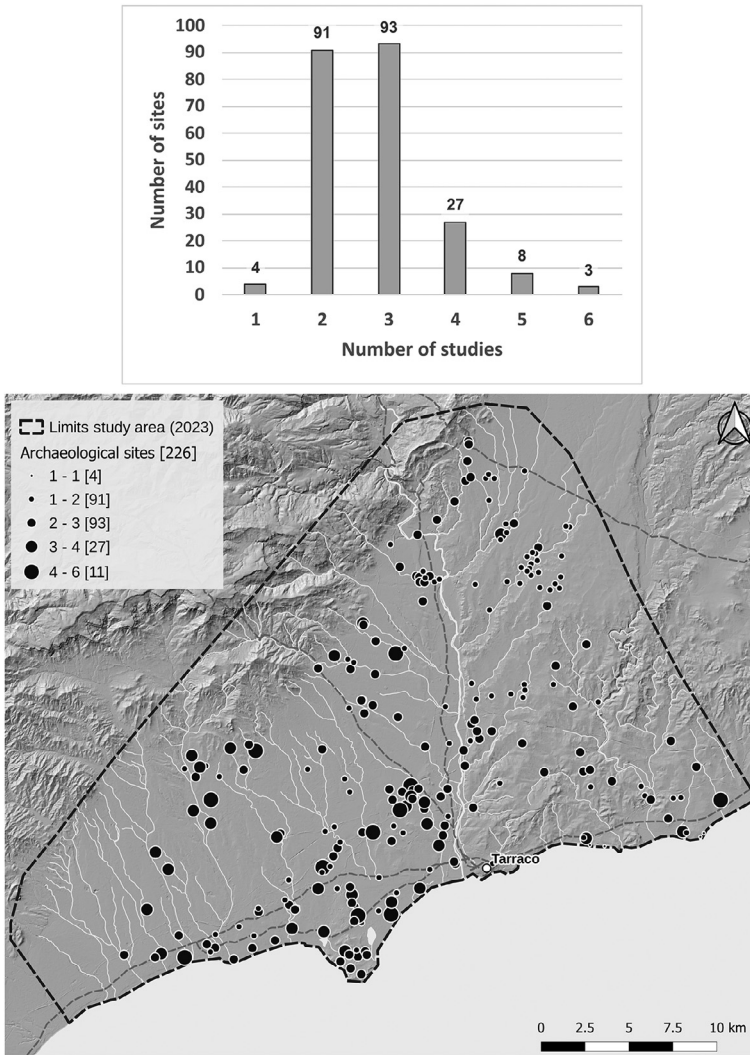 100
90
80
70
60
50
40
30
20
10
0
Number of sites
4
91
93
27
8
3
1 2 3 4 5 6
Number of studies
Limits study area (2023)
Archaeological sites [226]
1 - 1 [4]
1 - 2 [91]
2 - 3 [93]
3 - 4 [27]
4 - 6 [11]
Tarraco
0 2.5 5 7.5 10 km